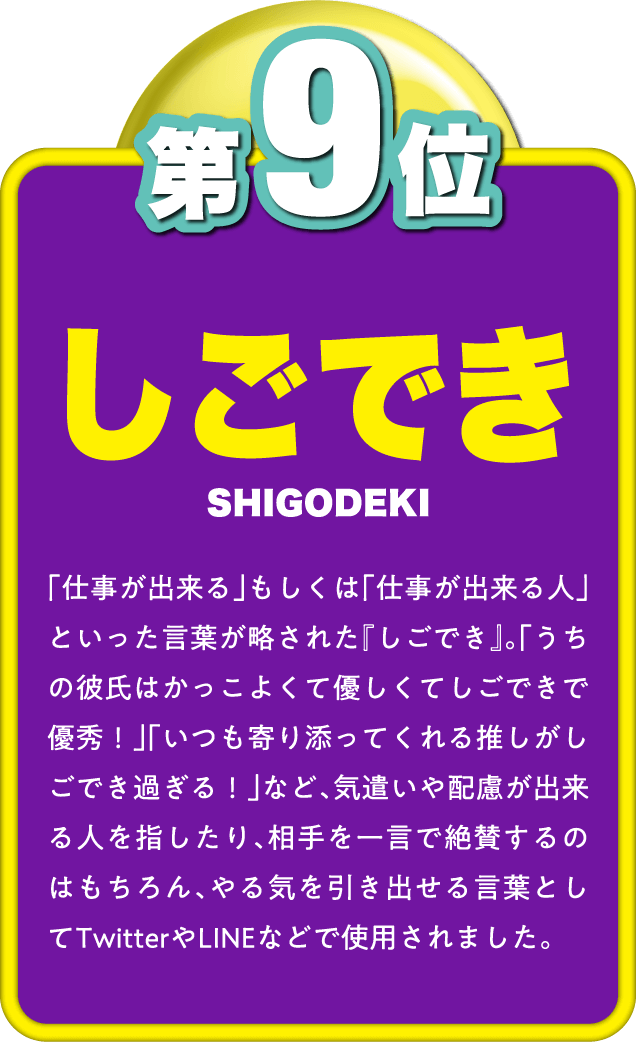 第9位
しごでき
SHIGODEKI
「仕事が出来る」もしくは「仕事が出来る人」
といった言葉が略された『しごでき』。「うち
の彼氏はかっこよくて優しくてしごできで
優秀！」「いつも寄り添ってくれる推しがし
ごでき過ぎる！」など、気遣いや配慮が出来
る人を指したり、相手を一言で絶賛するの
はもちろん、やる気を引き出せる言葉とし
てTwitterやLINEなどで使用されました。